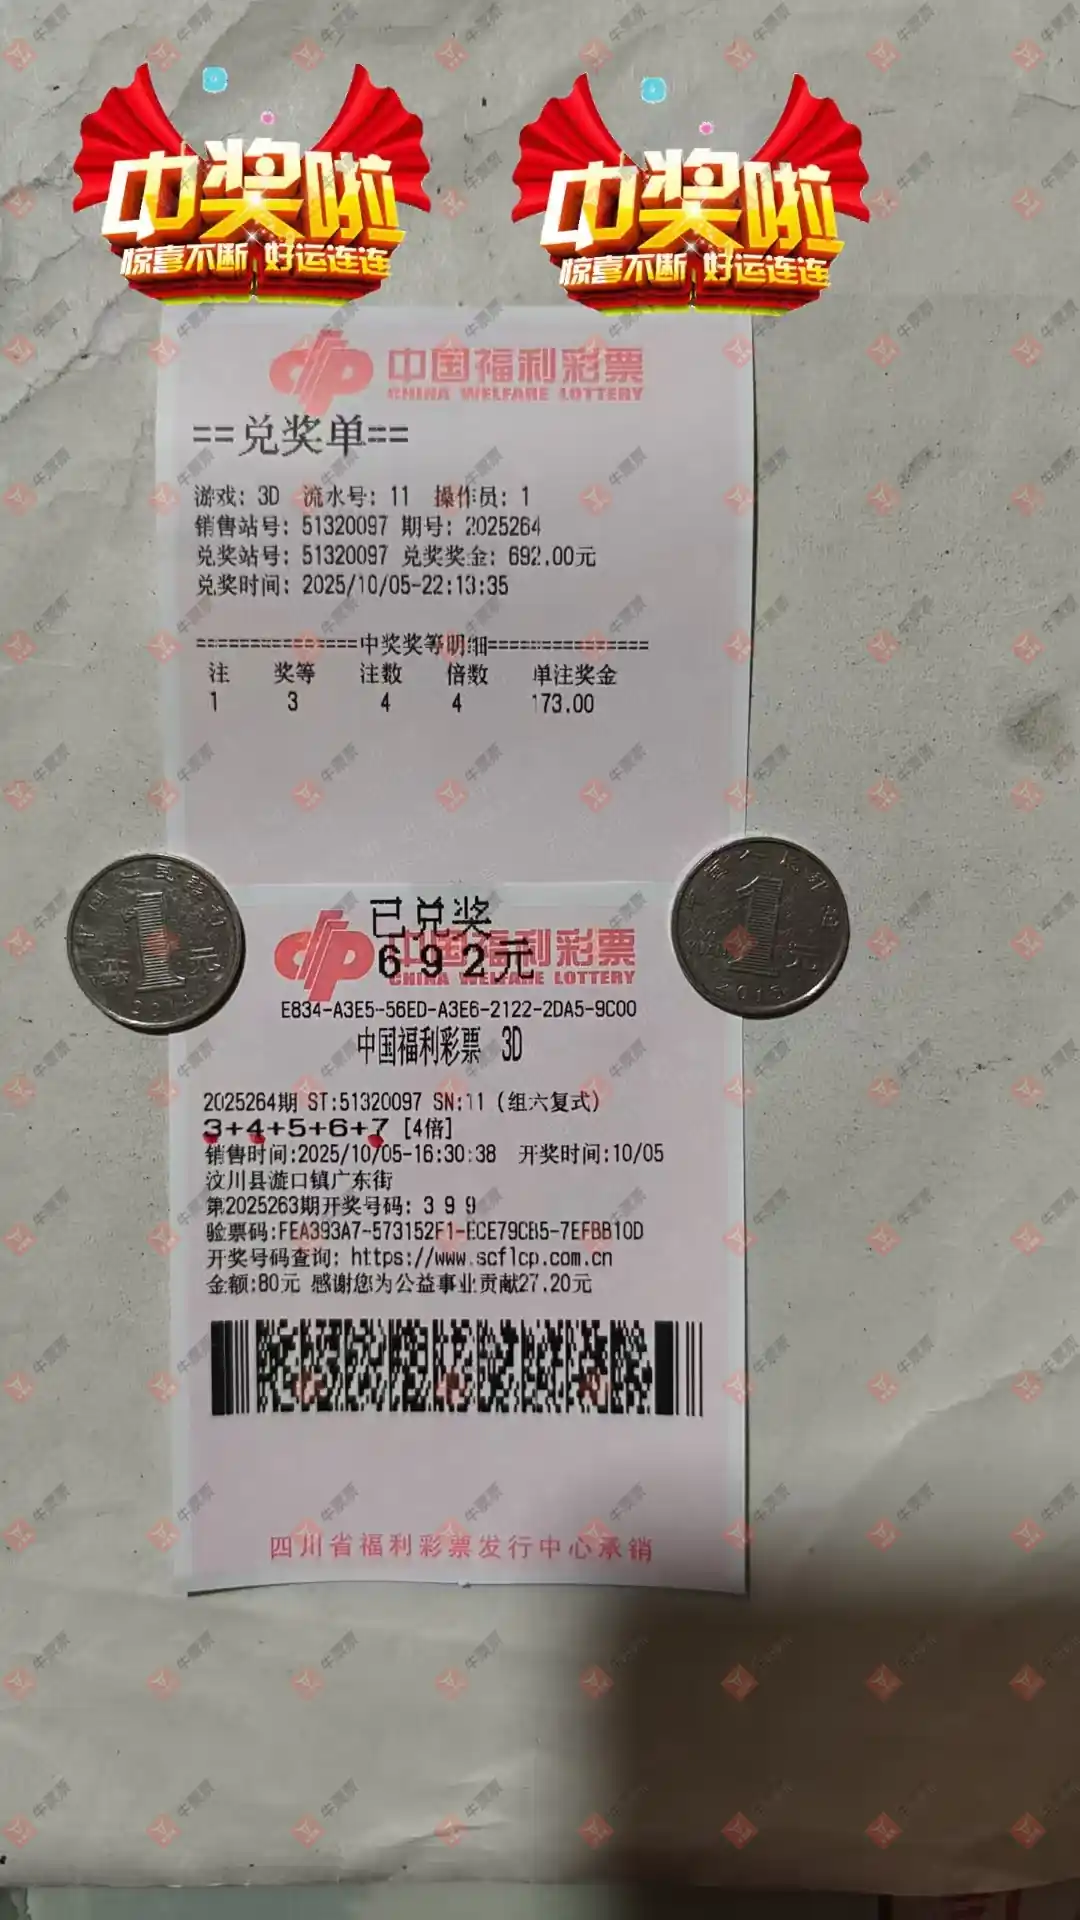 中奖啦
惊喜不断 好运连连
中奖啦
惊喜不断 好运连连
中国福利彩票
CHINA WELFARE LOTTERY
==兑奖单==
游戏: 3D 流水号: 11 操作员: 1
销售站号: 51320097 期号: 2025264
兑奖站号: 51320097 兑奖奖金: 692.00元
兑奖时间: 2025/10/05-22:13:35
===============中奖奖等明细===============
注 奖等 注数 倍数 单注奖金
1 3 4 4 173.00
已兑奖
中国福利彩票
692元
CHINA WELFARE LOTTERY
E834-A3E5-56ED-A3E6-2122-2DA5-9C00
中国福利彩票 3D
2025264期 ST:51320097 SN:11 (组六复式)
3+4+5+6+7 [4倍]
销售时间:2025/10/05-16:30:38 开奖时间:10/05
汶川县漩口镇广东街
第2025263期开奖号码: 3 9 9
验票码:FEA393A7-573152F1-ECE79CB5-7EFBB10D
开奖号码查询: https://www.scflcp.com.cn
金额:80元 感谢您为公益事业贡献27.20元
四川省福利彩票发行中心承销
1
元
2014
1
元
2015
牛票票